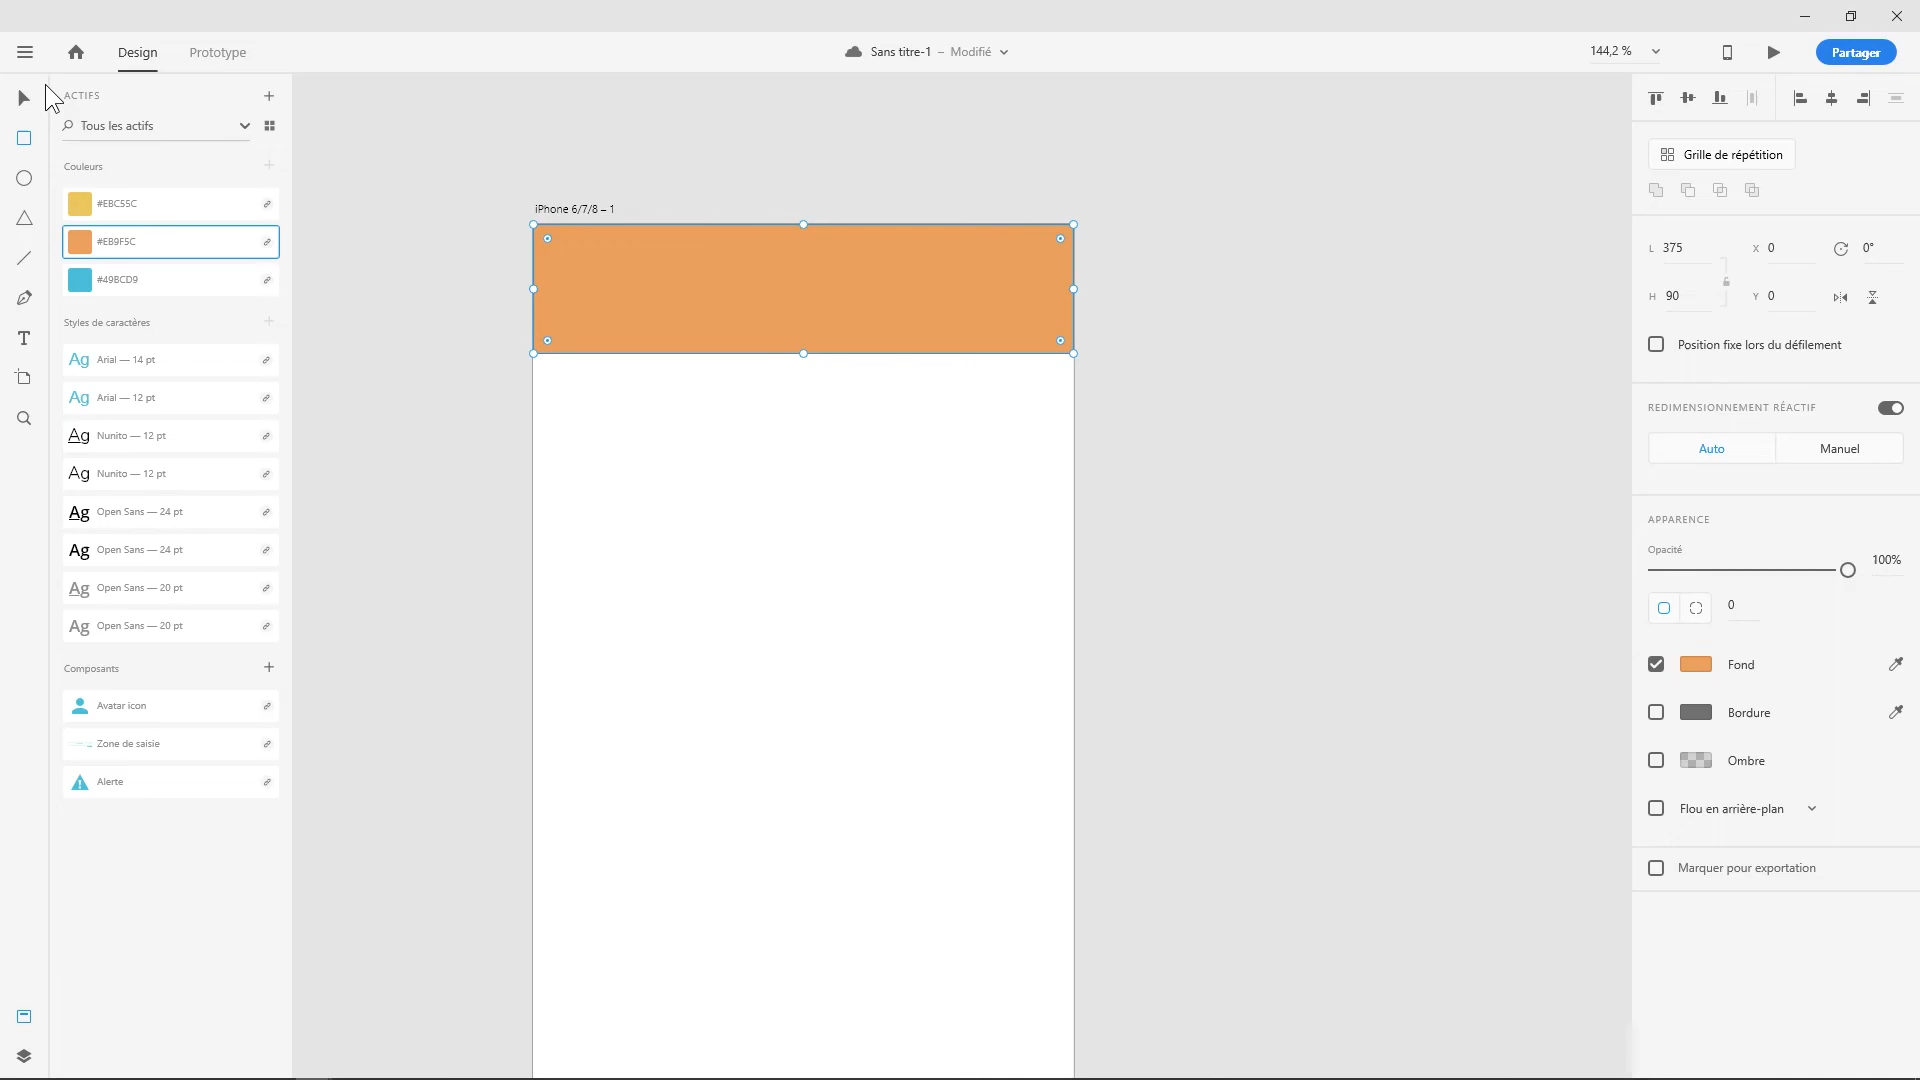 Design
Prototype
Sans titre-1 – Modifié
144,2 %
Partager
ACTIFS
Tous les actifs
Couleurs
#EBC55C
#EB9F5C
#49BCD9
Styles de caractères
Ag Arial — 14 pt
Ag Arial — 12 pt
Ag Nunito — 12 pt
Ag Nunito — 12 pt
Ag Open Sans — 24 pt
Ag Open Sans — 24 pt
Ag Open Sans — 20 pt
Ag Open Sans — 20 pt
Composants
Avatar icon
Zone de saisie
Alerte
iPhone 6/7/8 – 1
Grille de répétition
L 375 X 0 0°
H 90 Y 0
Position fixe lors du défilement
REDIMENSIONNEMENT RÉACTIF
Auto
Manuel
APPARENCE
Opacité
100%
0
Fond
Bordure
Ombre
Flou en arrière-plan
Marquer pour exportation